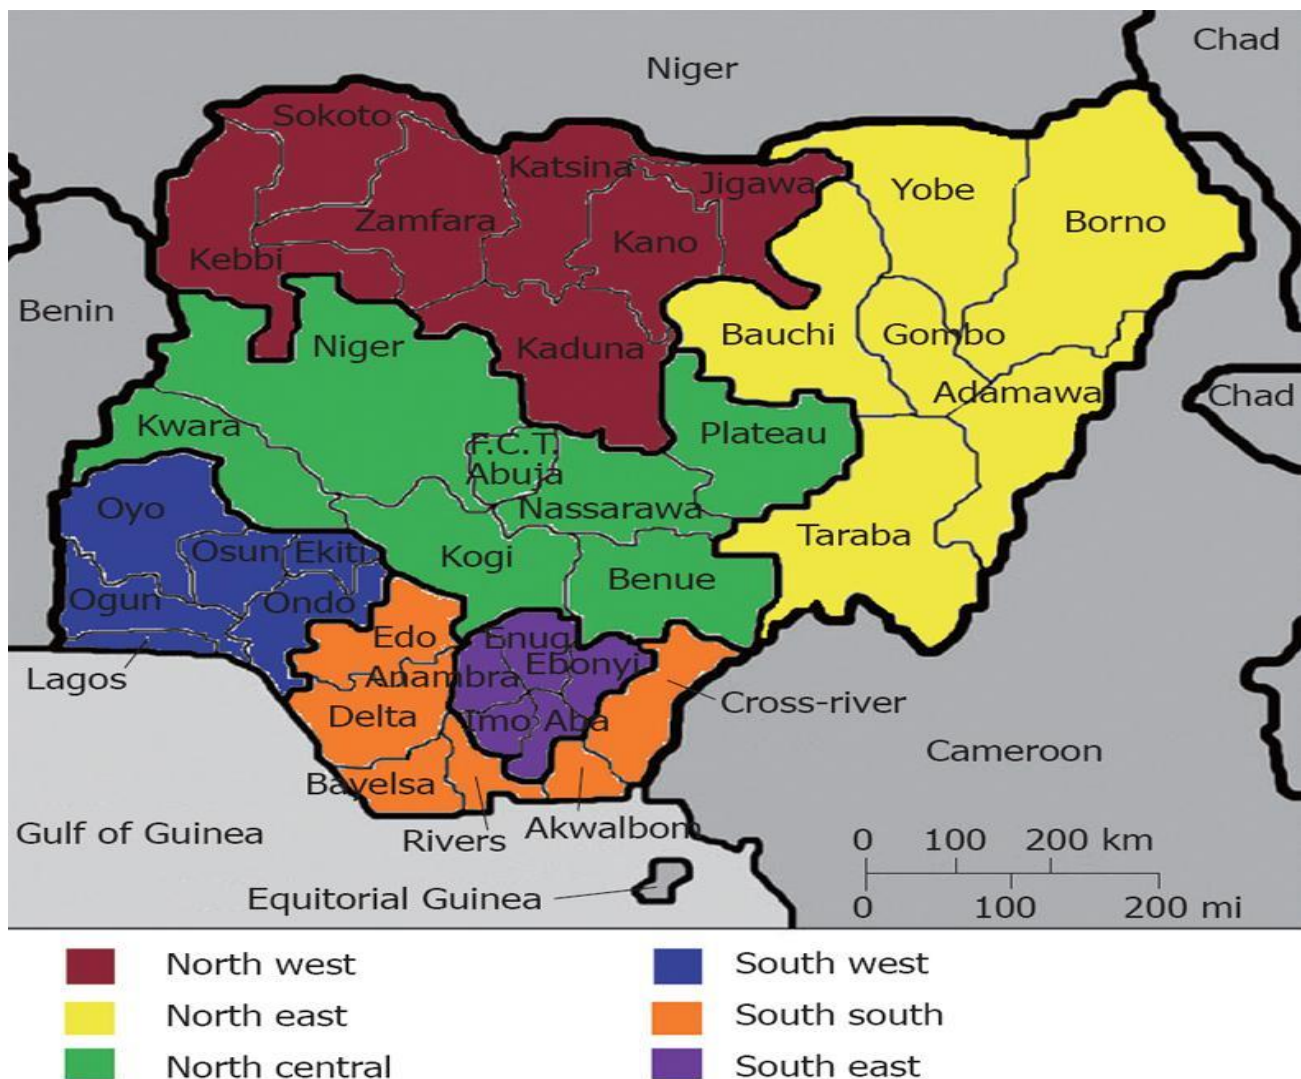 Chad
Niger
Sokoto
Katsina
Jigawa
Yobe
Zamfara
Borno
Kano
Kebbi
Benin
Niger
Kaduna
Bauchi
Gombo
Adamawa
Chad
Kwara
Plateau
F.C.T.
Abuja
Oyo
Nassarawa
Taraba
Osun
Ekiti
Kogi
Benue
Ogun
Ondo
Edo
Enug
Ebonyi
Lagos
Anambra
Cross-river
Delta
Imo
Aba
Cameroon
Bayelsa
Gulf of Guinea
Rivers
Akwalbom
0 100 200 km
Equitorial Guinea
0 100 200 mi
North west
South west
North east
South south
North central
South east